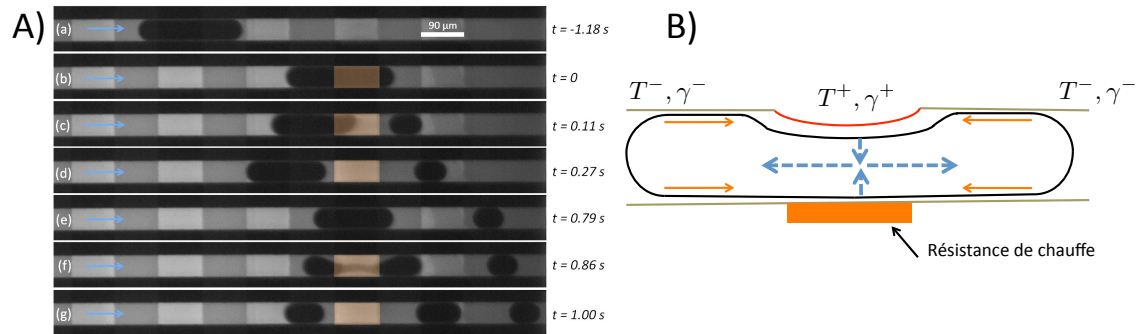 A)
(a) 90 µm t = -1.18 s
(b) t = 0
(c) t = 0.11 s
(d) t = 0.27 s
(e) t = 0.79 s
(f) t = 0.86 s
(g) t = 1.00 s
B)
T⁻, γ⁻ T⁺, γ⁺ T⁻, γ⁻
Résistance de chauffe